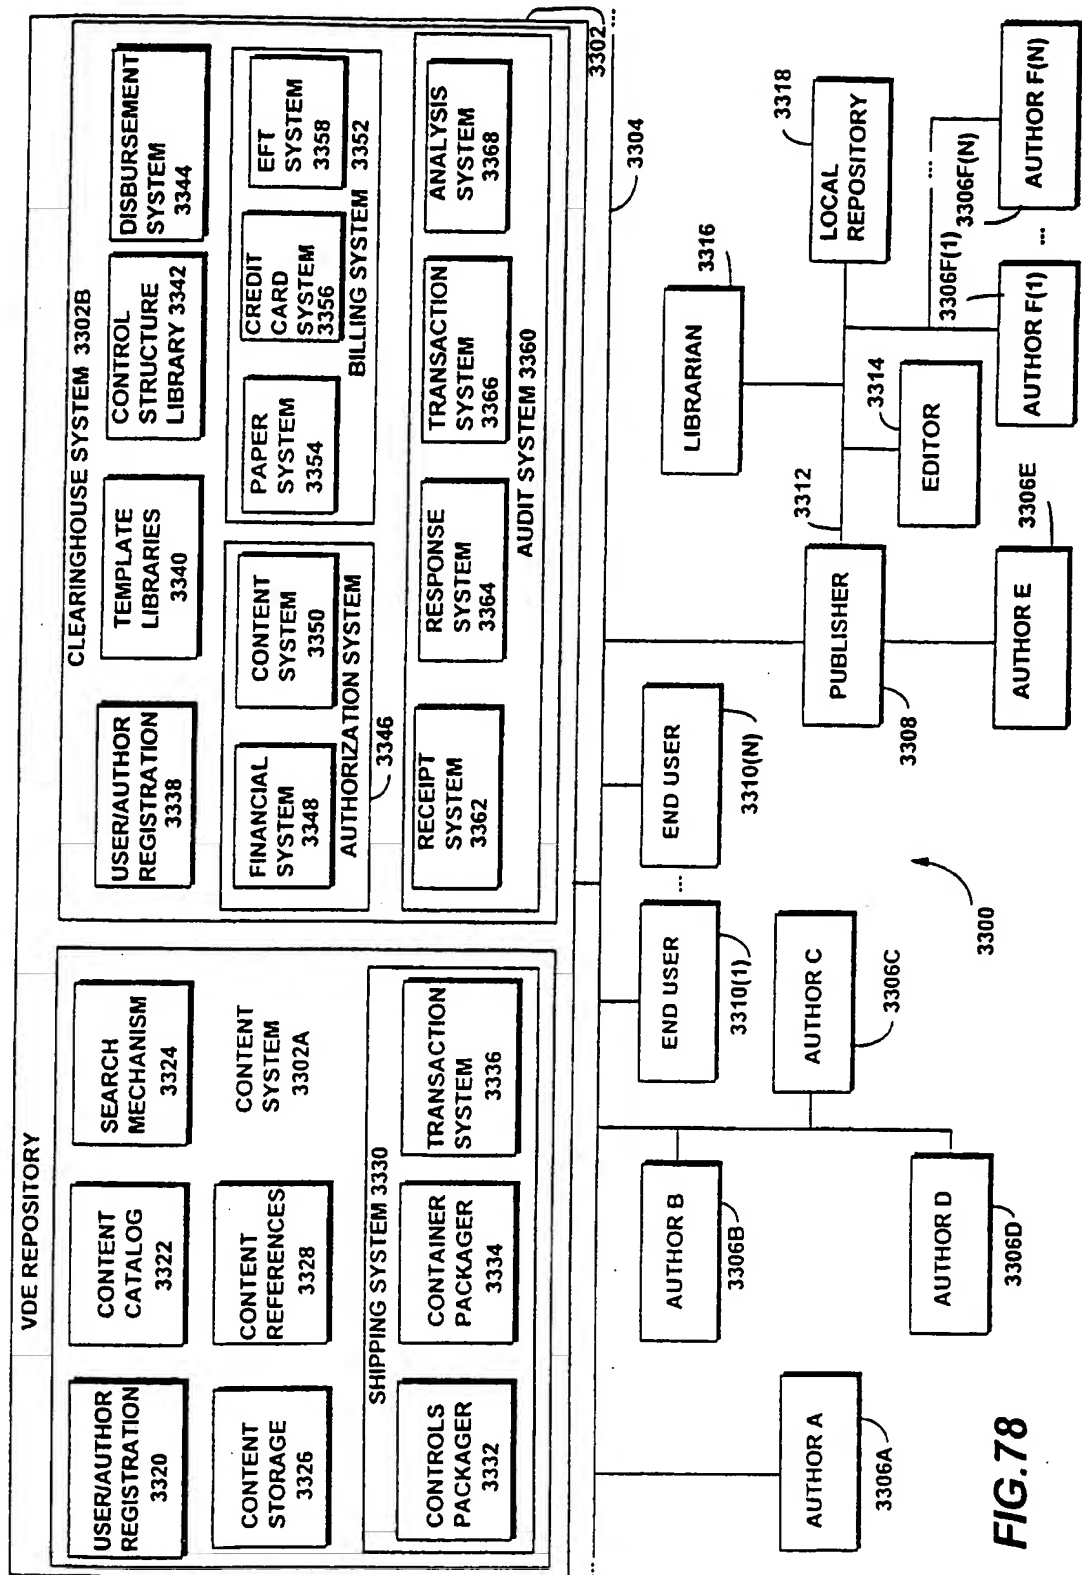 VDE REPOSITORY
USER/AUTHOR
REGISTRATION
3320
CONTENT
CATALOG
3322
SEARCH
MECHANISM
3324
CONTENT
STORAGE
3326
CONTENT
REFERENCES
3328
CONTENT
SYSTEM
3302A
SHIPPING SYSTEM 3330
CONTROLS
PACKAGER
3332
CONTAINER
PACKAGER
3334
TRANSACTION
SYSTEM
3336
CLEARINGHOUSE SYSTEM 3302B
USER/AUTHOR
REGISTRATION
3338
TEMPLATE
LIBRARIES
3340
CONTROL
STRUCTURE
LIBRARY 3342
DISBURSEMENT
SYSTEM
3344
FINANCIAL
SYSTEM
3348
CONTENT
SYSTEM
3350
AUTHORIZATION SYSTEM
3346
PAPER
SYSTEM
3354
CREDIT
CARD
SYSTEM
3356
EFT
SYSTEM
3358
BILLING SYSTEM 3352
RECEIPT
SYSTEM
3362
RESPONSE
SYSTEM
3364
TRANSACTION
SYSTEM
3366
ANALYSIS
SYSTEM
3368
AUDIT SYSTEM 3360
3302
...
...
3304
AUTHOR A
3306A
AUTHOR B
3306B
AUTHOR C
3306C
AUTHOR D
3306D
END USER
3310(1)
...
END USER
3310(N)
3300
PUBLISHER
3308
AUTHOR E
3306E
3312
LIBRARIAN
3316
EDITOR
3314
LOCAL
REPOSITORY
3318
3306F(1)
AUTHOR F(1)
...
...
3306F(N)
AUTHOR F(N)
FIG.78